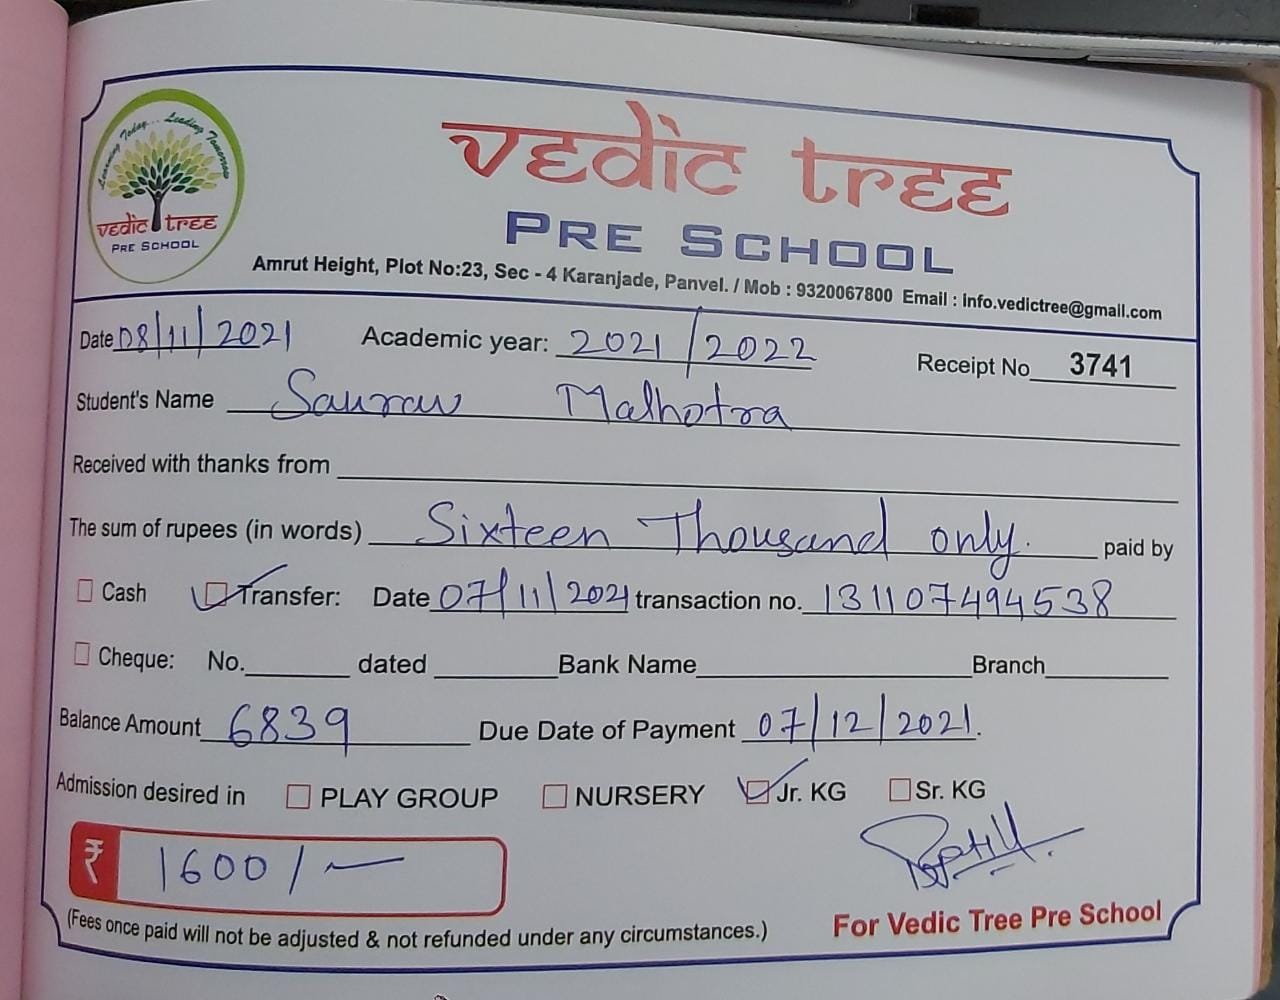 Learning Today... Leading Tomorrow
vedic tree
PRE SCHOOL
vedic tree
PRE SCHOOL
Amrut Height, Plot No:23, Sec - 4 Karanjade, Panvel. / Mob : 9320067800 Email : info.vedictree@gmail.com
Date 08/11/2021 Academic year: 2021/2022 Receipt No 3741
Student's Name Saurav Malhotra
Received with thanks from
The sum of rupees (in words) Sixteen Thousand only. paid by
Cash Transfer: Date 07/11/2021 transaction no. 131107494538
Cheque: No. dated Bank Name Branch
Balance Amount 6839 Due Date of Payment 07/12/2021.
Admission desired in PLAY GROUP NURSERY Jr. KG Sr. KG
₹ 1600/-
(Fees once paid will not be adjusted & not refunded under any circumstances.) For Vedic Tree Pre School